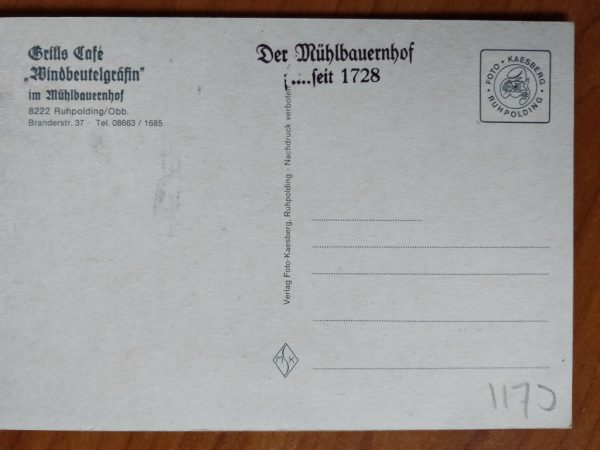 Grills Café
„Windbeutelgräfin"
im Mühlbauernhof
8222 Ruhpolding/Obb.
Branderstr. 37 · Tel. 08663 / 1685
Der Mühlbauernhof
....seit 1728
FOTO · KAESBERG · RUHPOLDING ·
Verlag Foto-Kaesberg, Ruhpolding · Nachdruck verboten